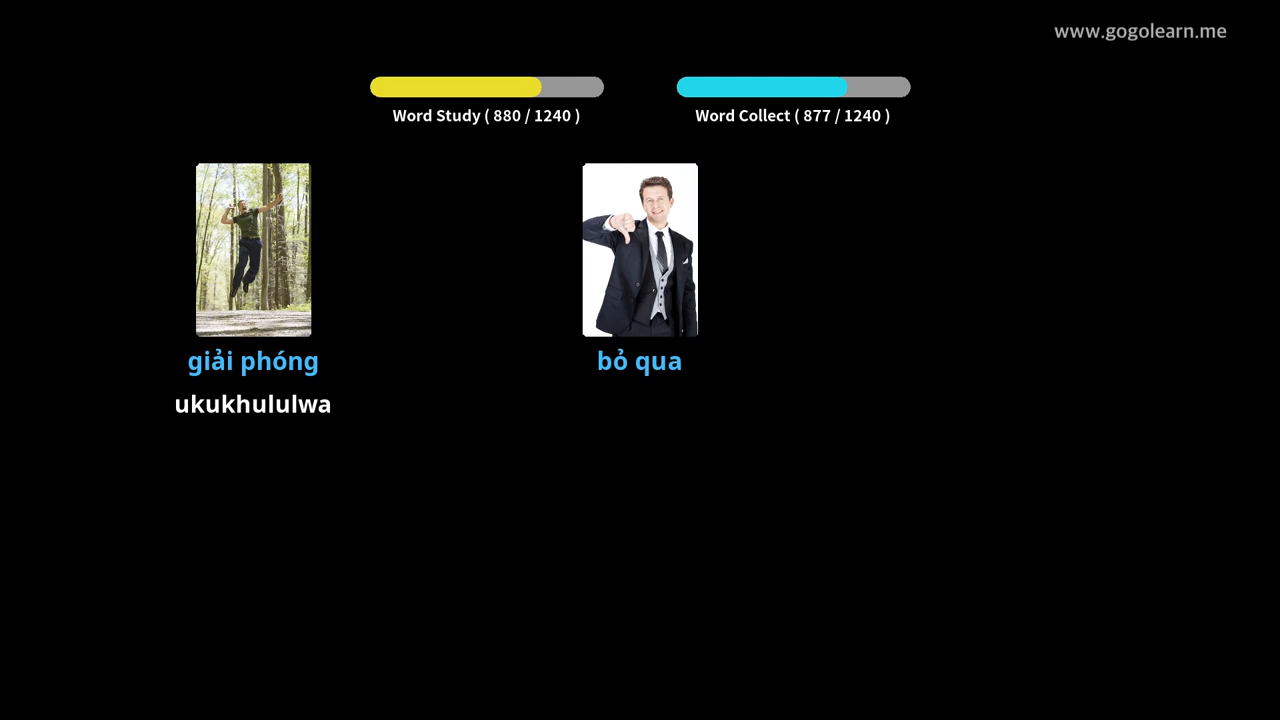 www.gogolearn.me
Word Study ( 880 / 1240 )
Word Collect ( 877 / 1240 )
giải phóng
ukukhululwa
bỏ qua